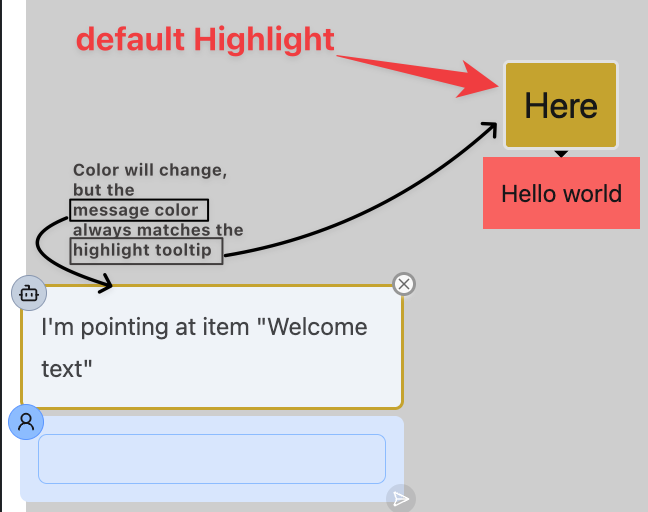 default Highlight
Here
Hello world
Color will change,
but the
message color
always matches the
highlight tooltip
I'm pointing at item "Welcome
text"